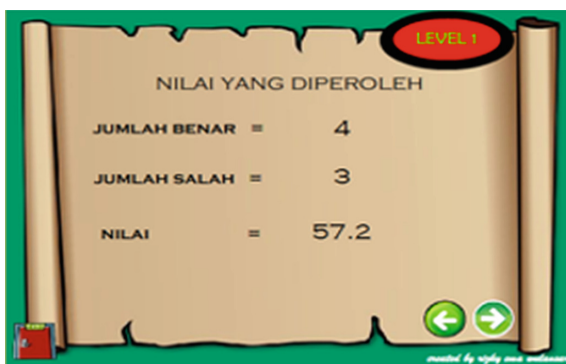 LEVEL 1
NILAI YANG DIPEROLEH
JUMLAH BENAR = 4
JUMLAH SALAH = 3
NILAI = 57.2
created by